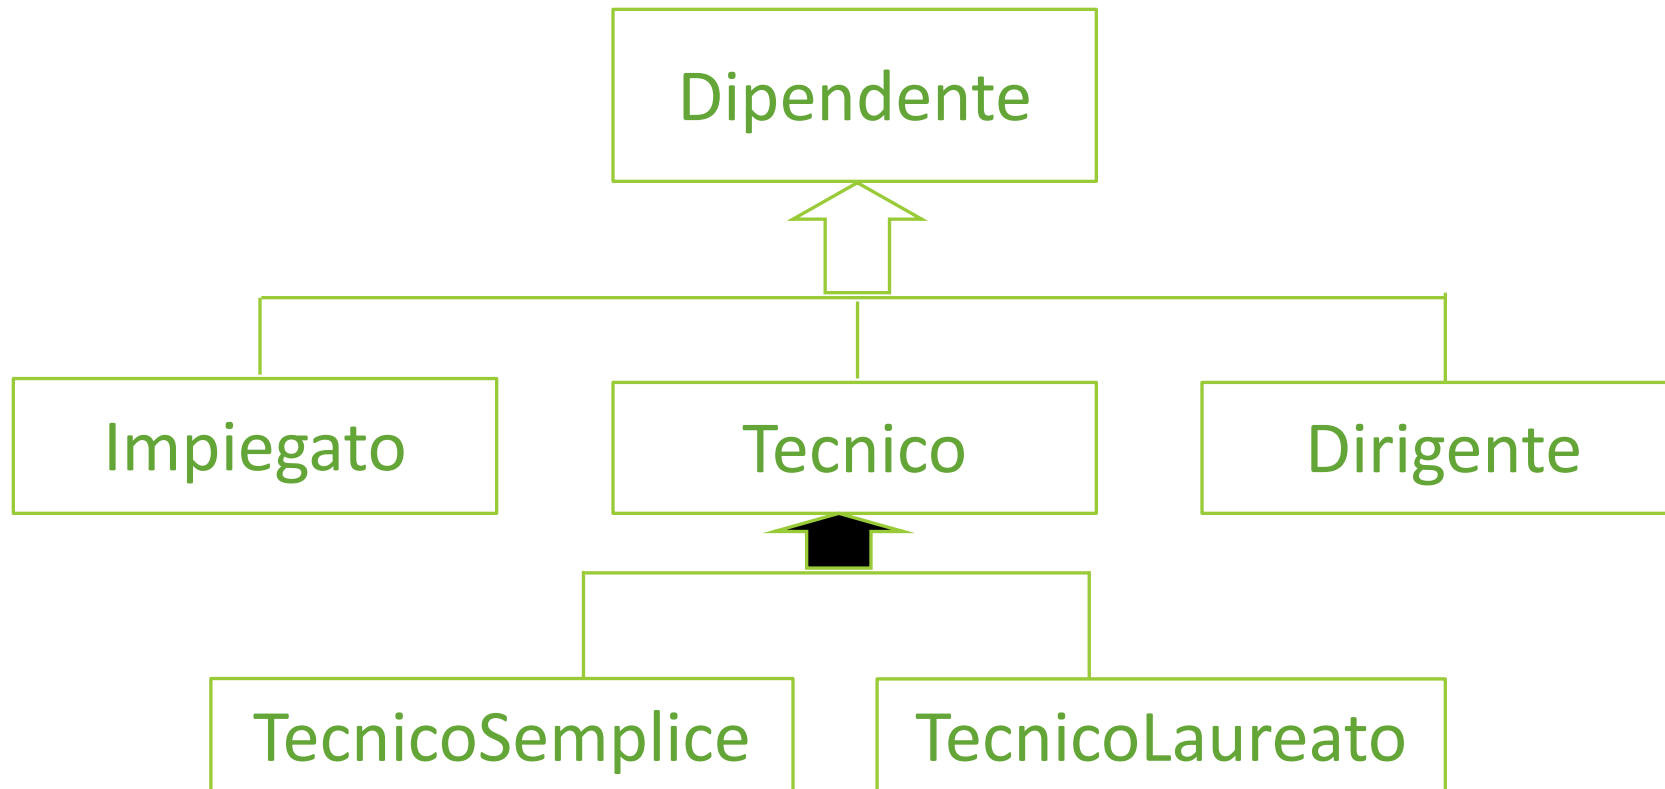 Dipendente
Impiegato
Tecnico
Dirigente
TecnicoSemplice
TecnicoLaureato